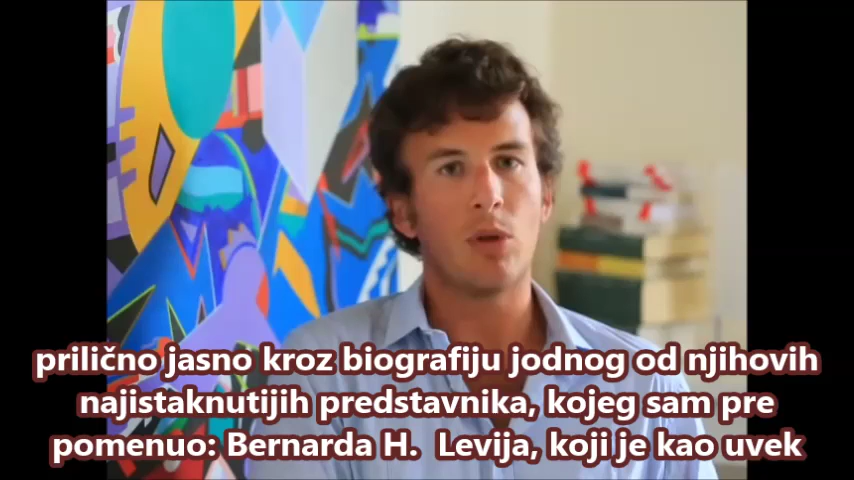 prilično jasno kroz biografiju jodnog od njihovih
najistaknutijih predstavnika, kojeg sam pre
pomenuo: Bernarda H. Levija, koji je kao uvek